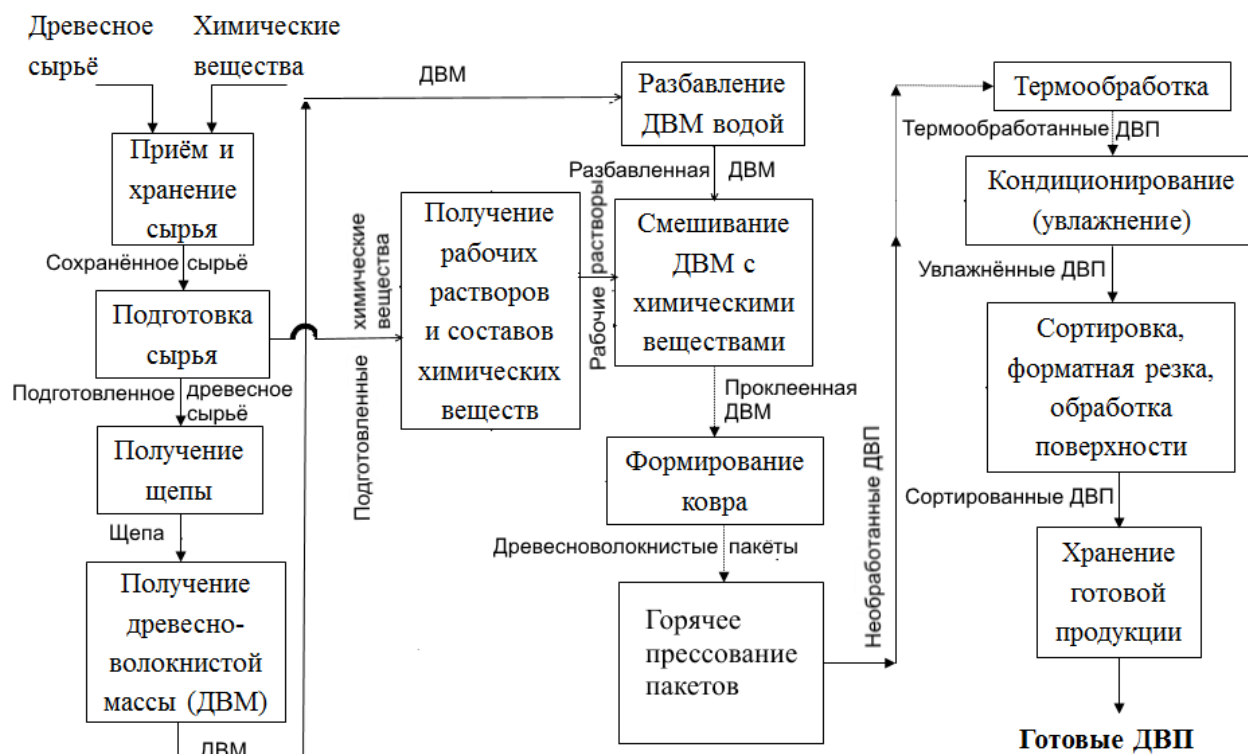 Древесное
сырьё
Химические
вещества
Приём и
хранение
сырья
Сохранённое сырьё
Подготовка
сырья
Подготовленное древесное
сырьё
Получение
щепы
Щепа
Получение
древесно-
волокнистой
массы (ДВМ)
ДВМ
ДВМ
Подготовленные химические
вещества
Получение
рабочих
растворов
и составов
химических
веществ
Рабочие растворы
Разбавление
ДВМ водой
Разбавленная ДВМ
Смешивание
ДВМ с
химическими
веществами
Проклеенная
ДВМ
Формирование
ковра
Древесноволокнистые пакёты
Горячее
прессование
пакетов
Необработанные ДВП
Термообработка
Термообработанные ДВП
Кондиционирование
(увлажнение)
Увлажнённые ДВП
Сортировка,
форматная резка,
обработка
поверхности
Сортированные ДВП
Хранение
готовой
продукции
Готовые ДВП